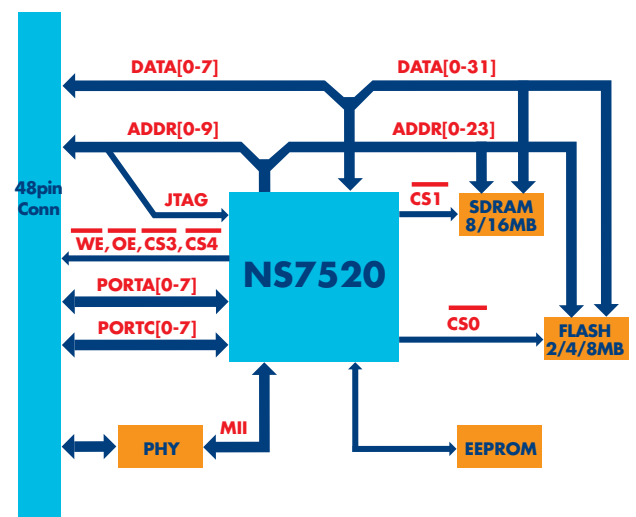 DATA[0-7]
DATA[0-31]
ADDR[0-9]
ADDR[0-23]
48pin
Conn
JTAG
CS1
SDRAM
8/16MB
WE, OE, CS3, CS4
NS7520
PORTA[0-7]
PORTC[0-7]
CS0
FLASH
2/4/8MB
MII
PHY
EEPROM